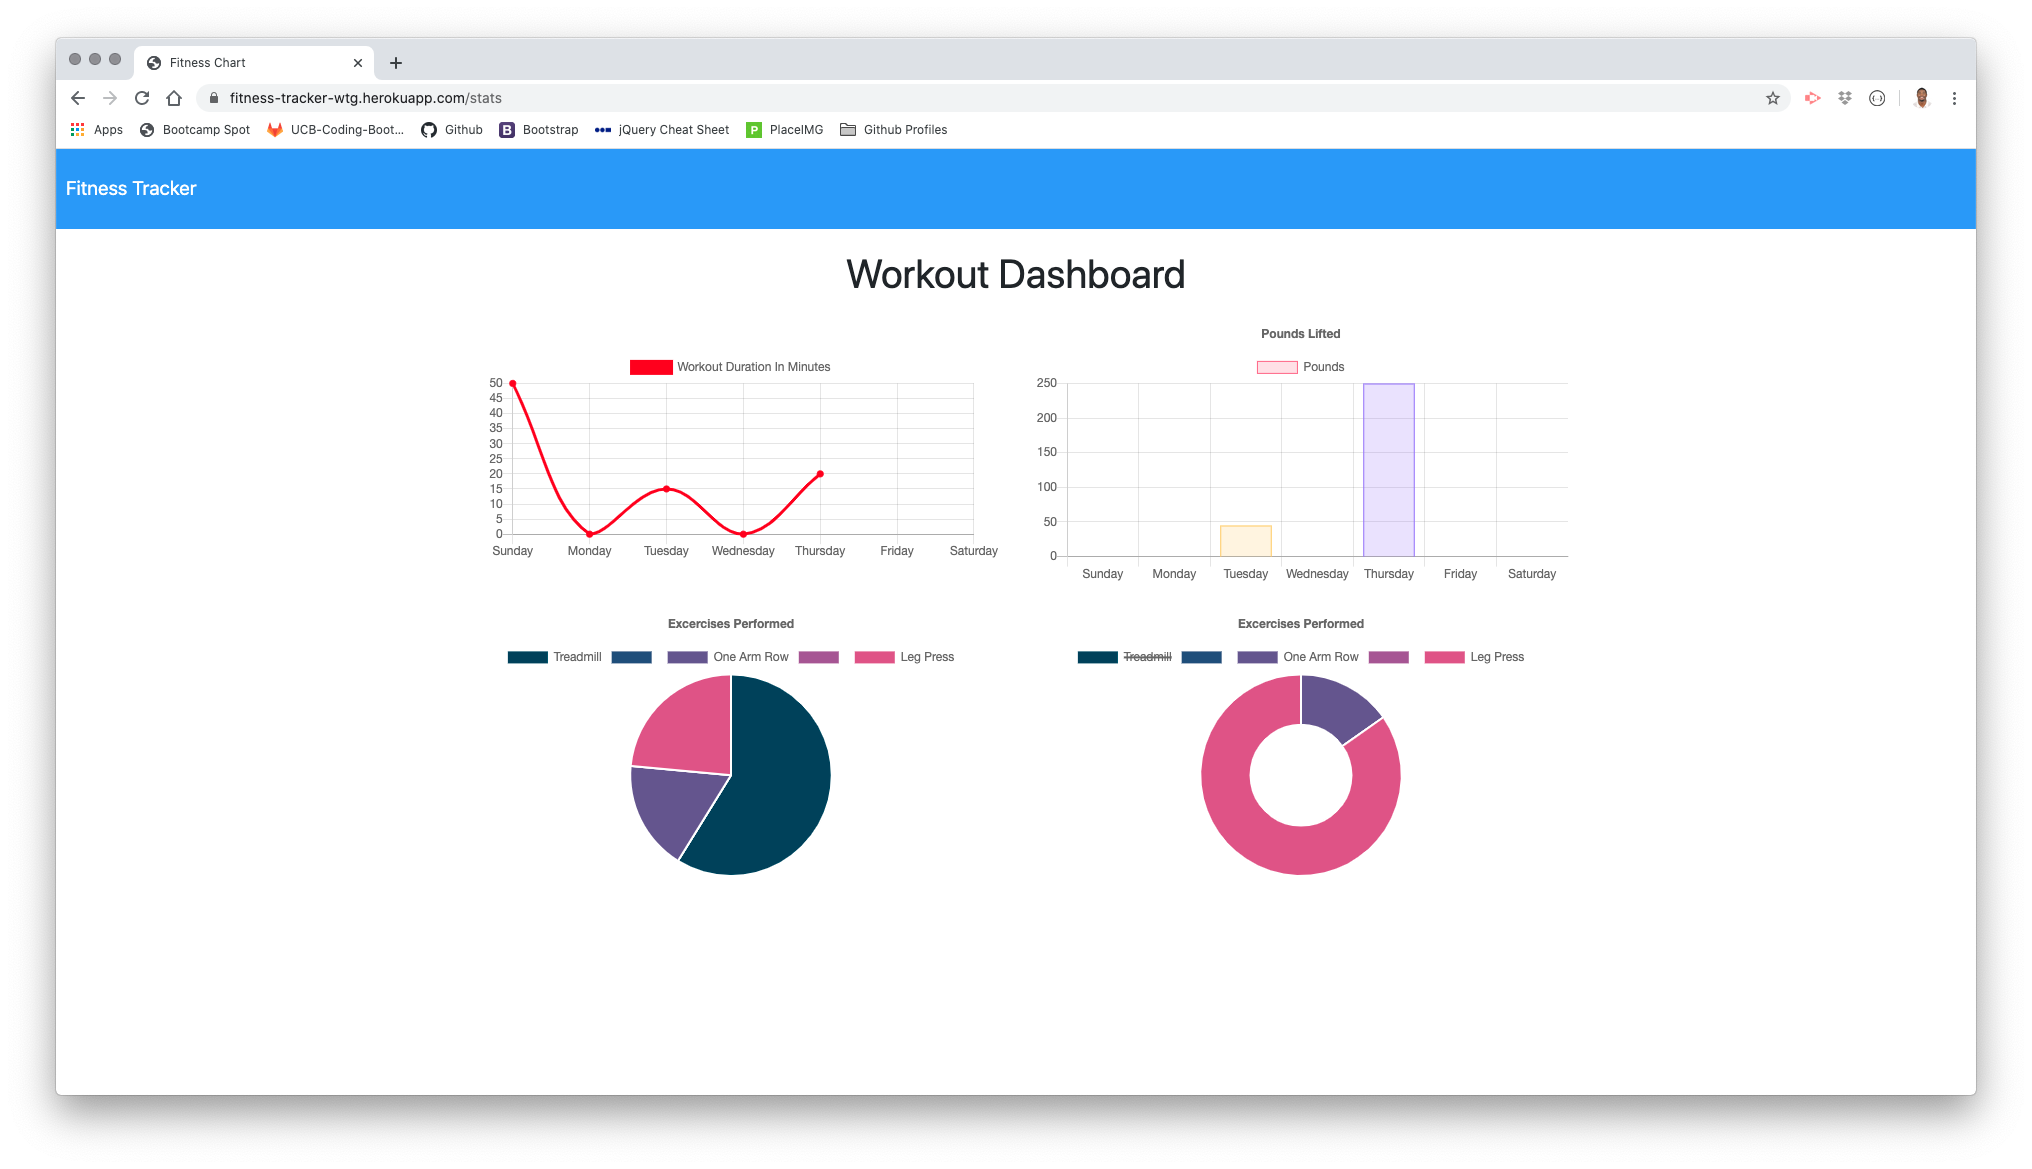 Fitness Chart
fitness-tracker-wtg.herokuapp.com/stats
Apps Bootcamp Spot UCB-Coding-Boot... Github B Bootstrap jQuery Cheat Sheet P PlaceIMG Github Profiles
Fitness Tracker
Workout Dashboard
Workout Duration In Minutes
50
45
40
35
30
25
20
15
10
5
0
Sunday Monday Tuesday Wednesday Thursday Friday Saturday
Pounds Lifted
Pounds
250
200
150
100
50
0
Sunday Monday Tuesday Wednesday Thursday Friday Saturday
Excercises Performed
Treadmill One Arm Row Leg Press
Excercises Performed
Treadmill One Arm Row Leg Press